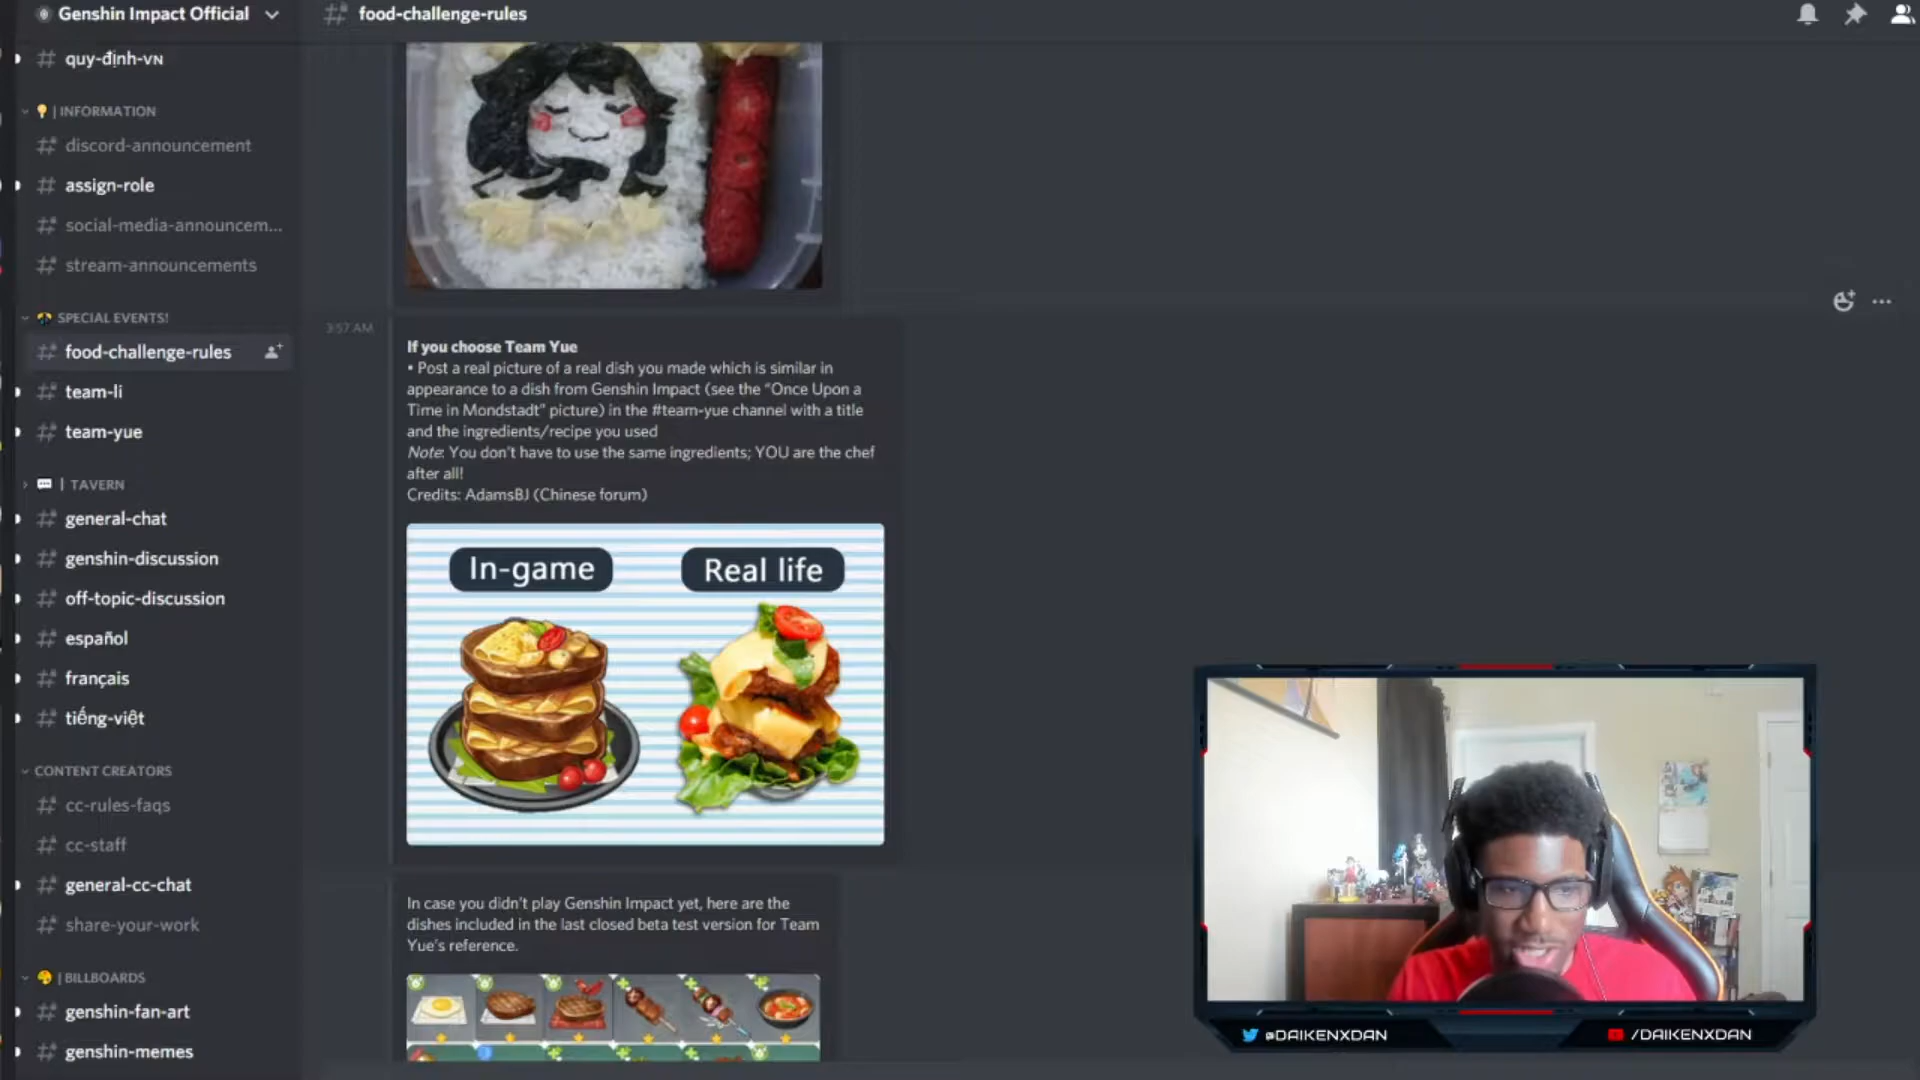 Genshin Impact Official
food-challenge-rules
quy-định-vn
| INFORMATION
discord-announcement
assign-role
social-media-announcem...
stream-announcements
SPECIAL EVENTS!
food-challenge-rules
team-li
team-yue
| TAVERN
general-chat
genshin-discussion
off-topic-discussion
español
français
tiếng-việt
CONTENT CREATORS
cc-rules-faqs
cc-staff
general-cc-chat
share-your-work
| BILLBOARDS
genshin-fan-art
genshin-memes
3:57 AM
If you choose Team Yue
• Post a real picture of a real dish you made which is similar in
appearance to a dish from Genshin Impact (see the “Once Upon a
Time in Mondstadt” picture) in the #team-yue channel with a title
and the ingredients/recipe you used
Note: You don't have to use the same ingredients; YOU are the chef
after all!
Credits: AdamsBJ (Chinese forum)
In-game
Real life
In case you didn't play Genshin Impact yet, here are the
dishes included in the last closed beta test version for Team
Yue's reference.
@DAIKENXDAN
/DAIKENXDAN